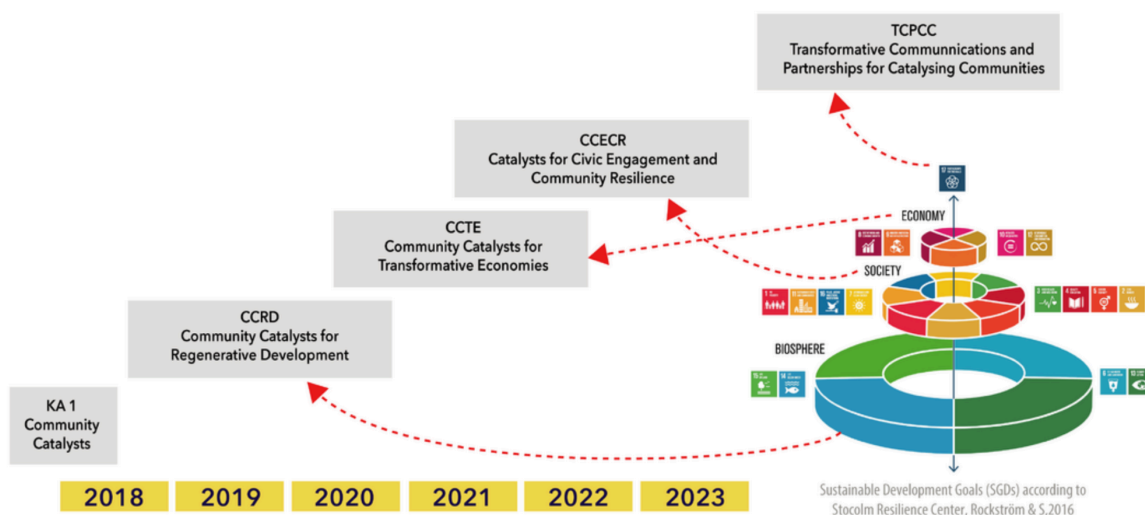 TCPCC
Transformative Communnications and
Partnerships for Catalysing Communities
CCECR
Catalysts for Civic Engagement and
Community Resilience
CCTE
Community Catalysts for
Transformative Economies
CCRD
Community Catalysts for
Regenerative Development
KA 1
Community
Catalysts
ECONOMY
SOCIETY
BIOSPHERE
2018
2019
2020
2021
2022
2023
Sustainable Development Goals (SGDs) according to
Stocolm Resilience Center, Rockström & S.2016